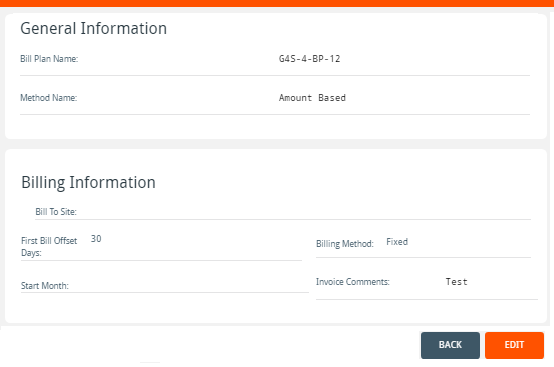 General Information
Bill Plan Name: G4S-4-BP-12
Method Name: Amount Based
Billing Information
Bill To Site:
First Bill Offset Days: 30
Billing Method: Fixed
Start Month:
Invoice Comments: Test
BACK EDIT